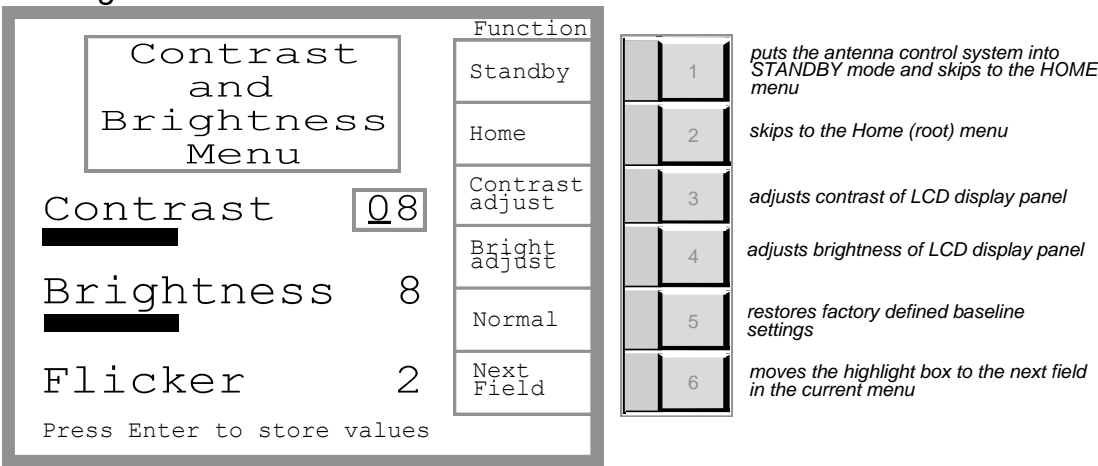 Function
Contrast
and
Brightness
Menu
Contrast 08
Brightness 8
Flicker 2
Press Enter to store values
Standby
Home
Contrast
adjust
Bright
adjust
Normal
Next
Field
1
puts the antenna control system into
STANDBY mode and skips to the HOME
menu
2
skips to the Home (root) menu
3
adjusts contrast of LCD display panel
4
adjusts brightness of LCD display panel
5
restores factory defined baseline
settings
6
moves the highlight box to the next field
in the current menu